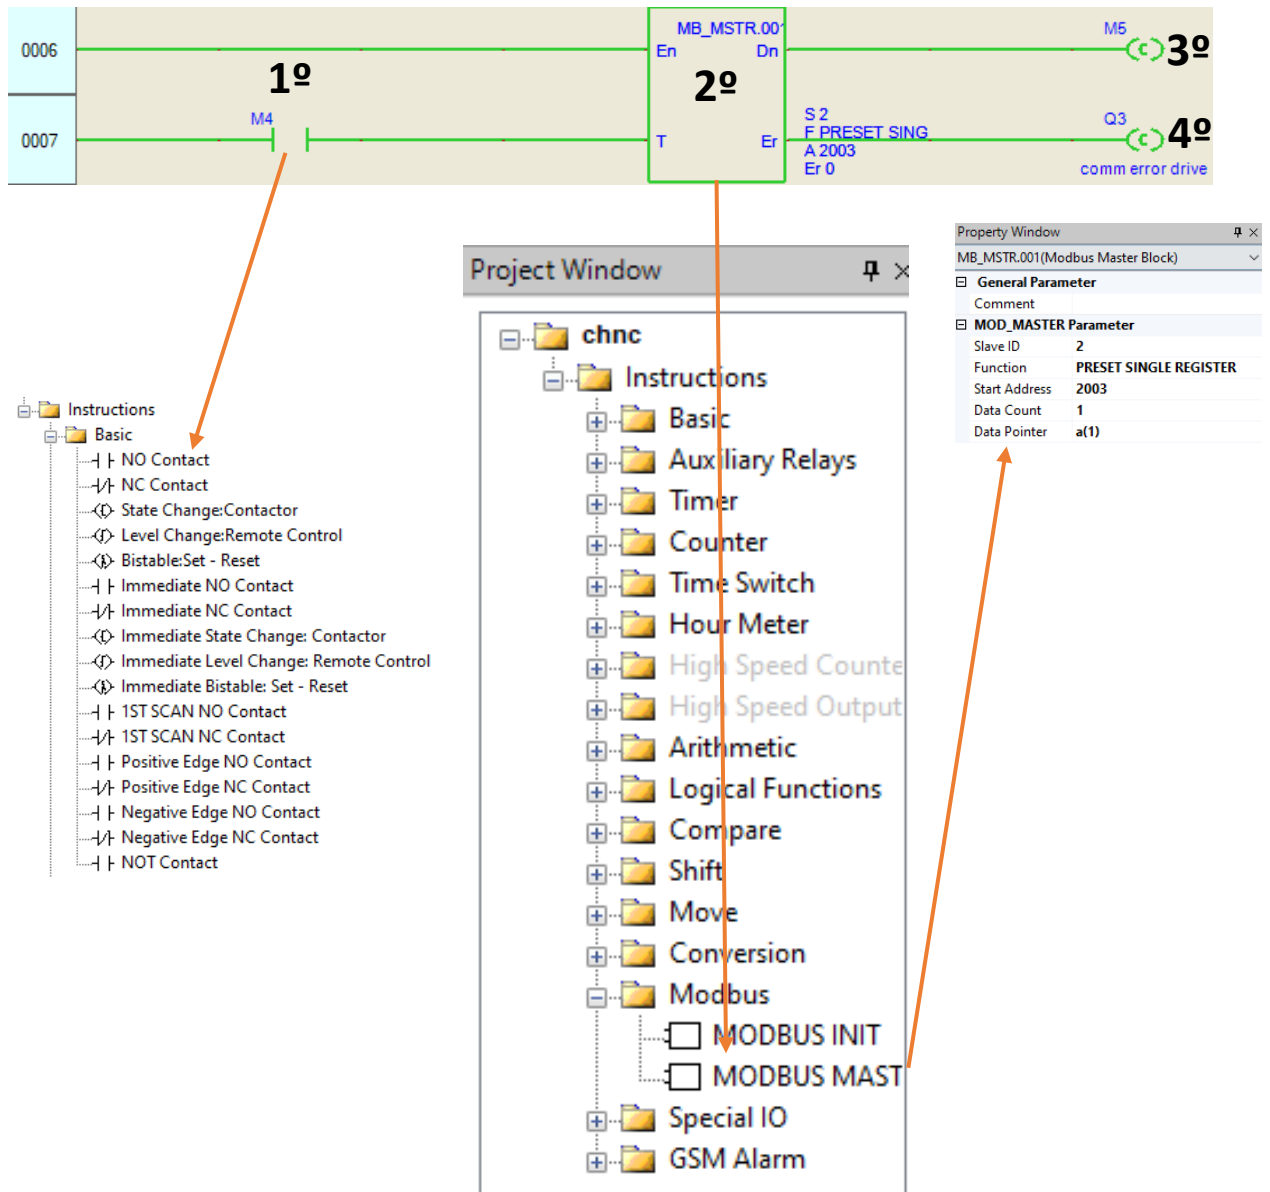 0006
MB_MSTR.001
En
Dn
M5
(c)
3º
1º
2º
0007
M4
T
Er
S 2
F PRESET SING
A 2003
Er 0
Q3
(c)
4º
comm error drive
Property Window
MB_MSTR.001(Modbus Master Block)
General Parameter
Comment
MOD_MASTER Parameter
Slave ID 2
Function PRESET SINGLE REGISTER
Start Address 2003
Data Count 1
Data Pointer a(1)
Project Window
chnc
Instructions
Basic
Auxiliary Relays
Timer
Counter
Time Switch
Hour Meter
High Speed Counte
High Speed Output
Arithmetic
Logical Functions
Compare
Shift
Move
Conversion
Modbus
MODBUS INIT
MODBUS MAST
Special IO
GSM Alarm
Instructions
Basic
NO Contact
NC Contact
State Change:Contactor
Level Change:Remote Control
Bistable:Set - Reset
Immediate NO Contact
Immediate NC Contact
Immediate State Change: Contactor
Immediate Level Change: Remote Control
Immediate Bistable: Set - Reset
1ST SCAN NO Contact
1ST SCAN NC Contact
Positive Edge NO Contact
Positive Edge NC Contact
Negative Edge NO Contact
Negative Edge NC Contact
NOT Contact